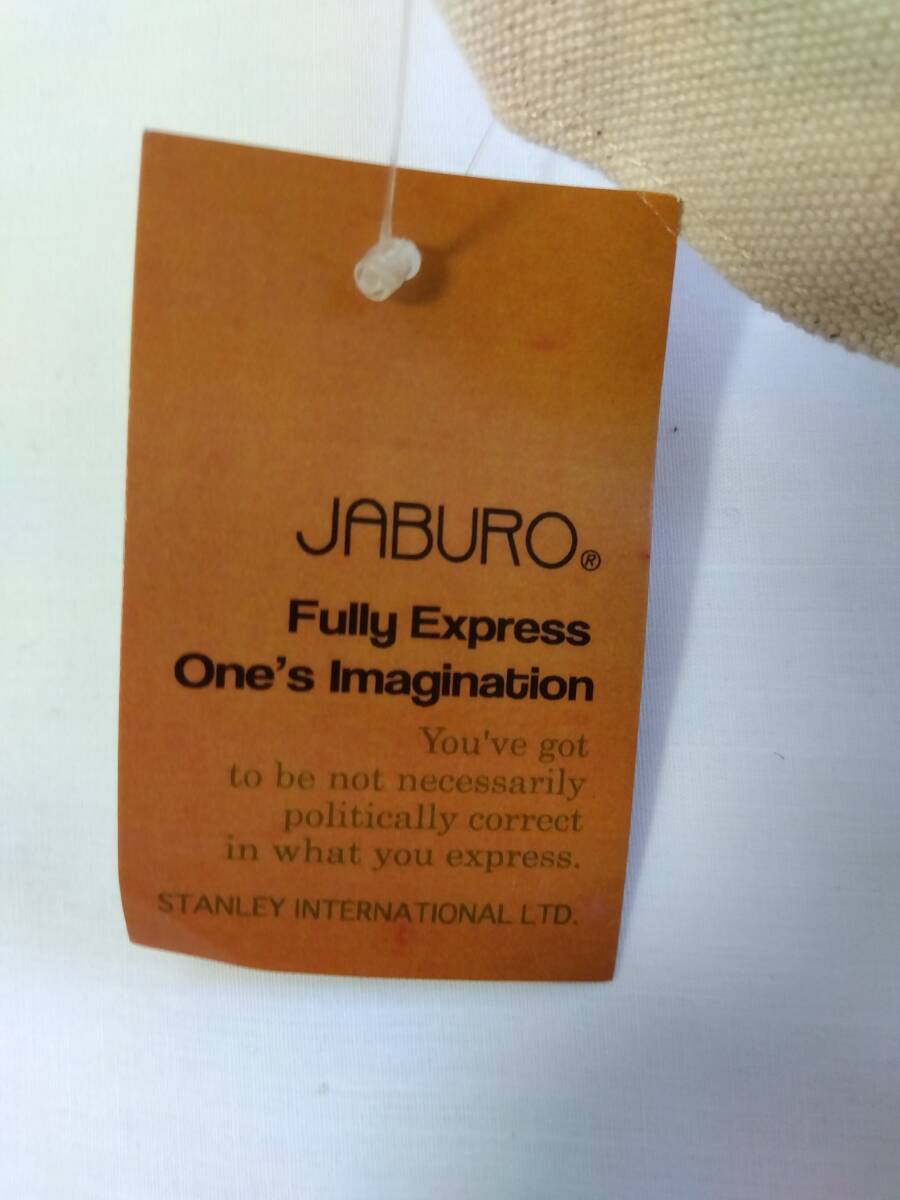 JABURO®
Fully Express
One's Imagination
You've got
to be not necessarily
politically correct
in what you express.
STANLEY INTERNATIONAL LTD.